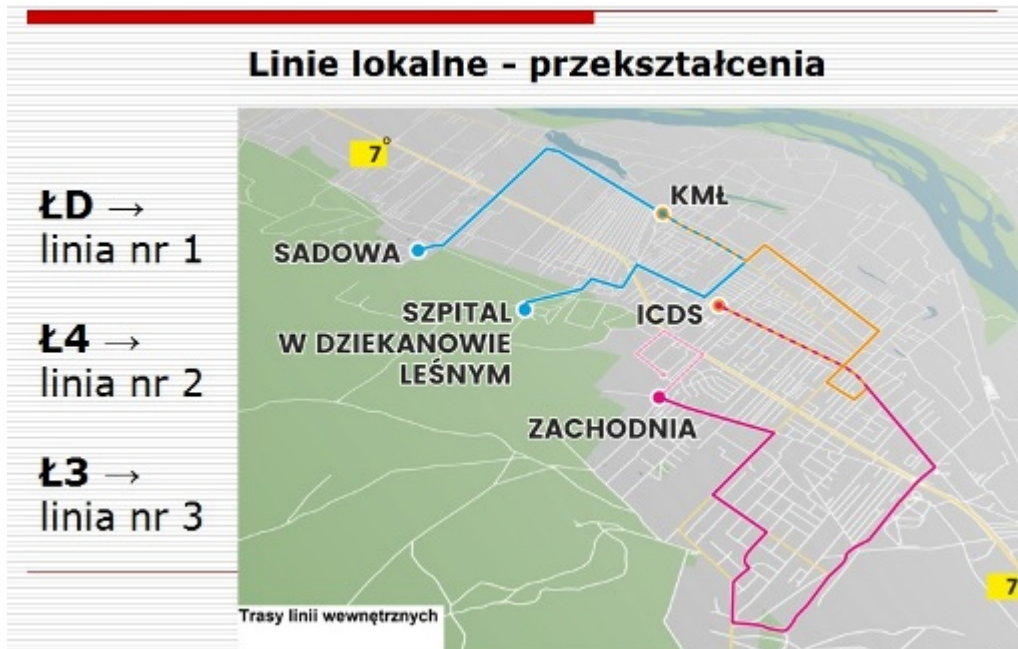 Linie lokalne - przekształcenia
ŁD →
linia nr 1
Ł4 →
linia nr 2
Ł3 →
linia nr 3
7
KMŁ
SADOWA
SZPITAL
W DZIEKANOWIE
LEŚNYM
ICDS
ZACHODNIA
7
Trasy linii wewnętrznych